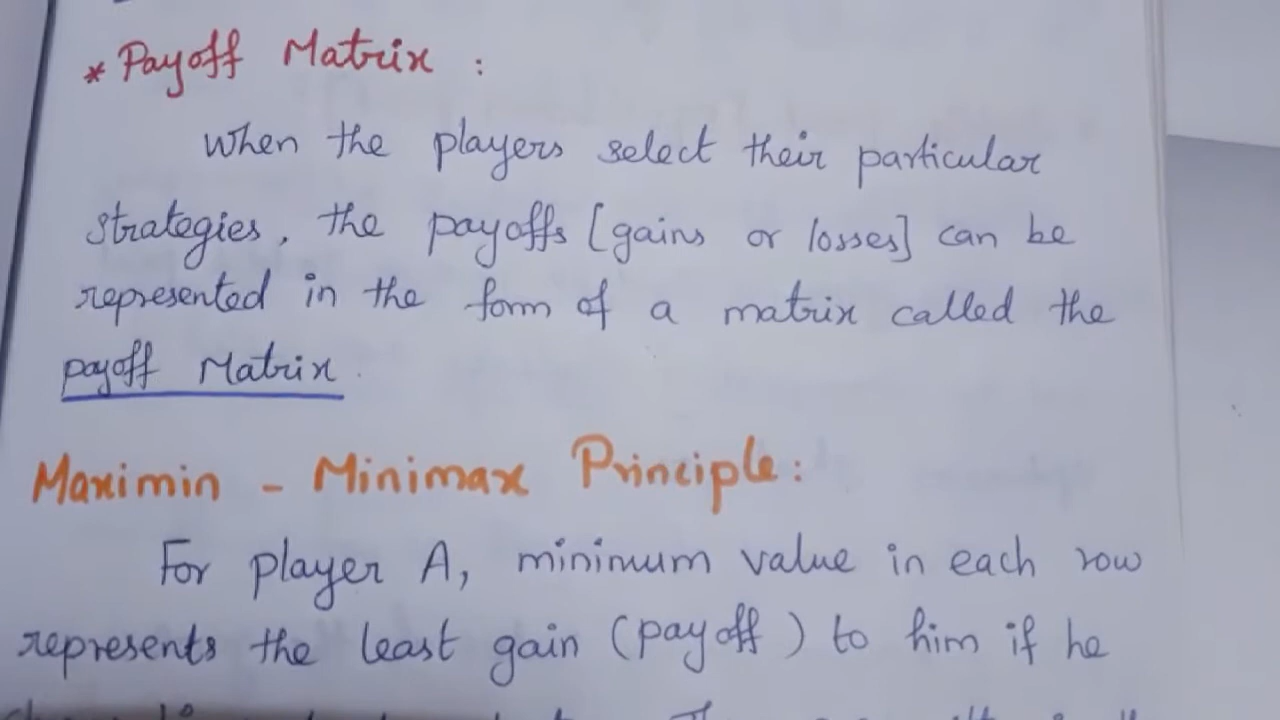 * Payoff Matrix :
When the players select their particular
strategies, the payoffs [gains or losses] can be
represented in the form of a matrix called the
payoff Matrix.
Maximin - Minimax Principle:
For player A, minimum value in each row
represents the least gain (payoff) to him if he